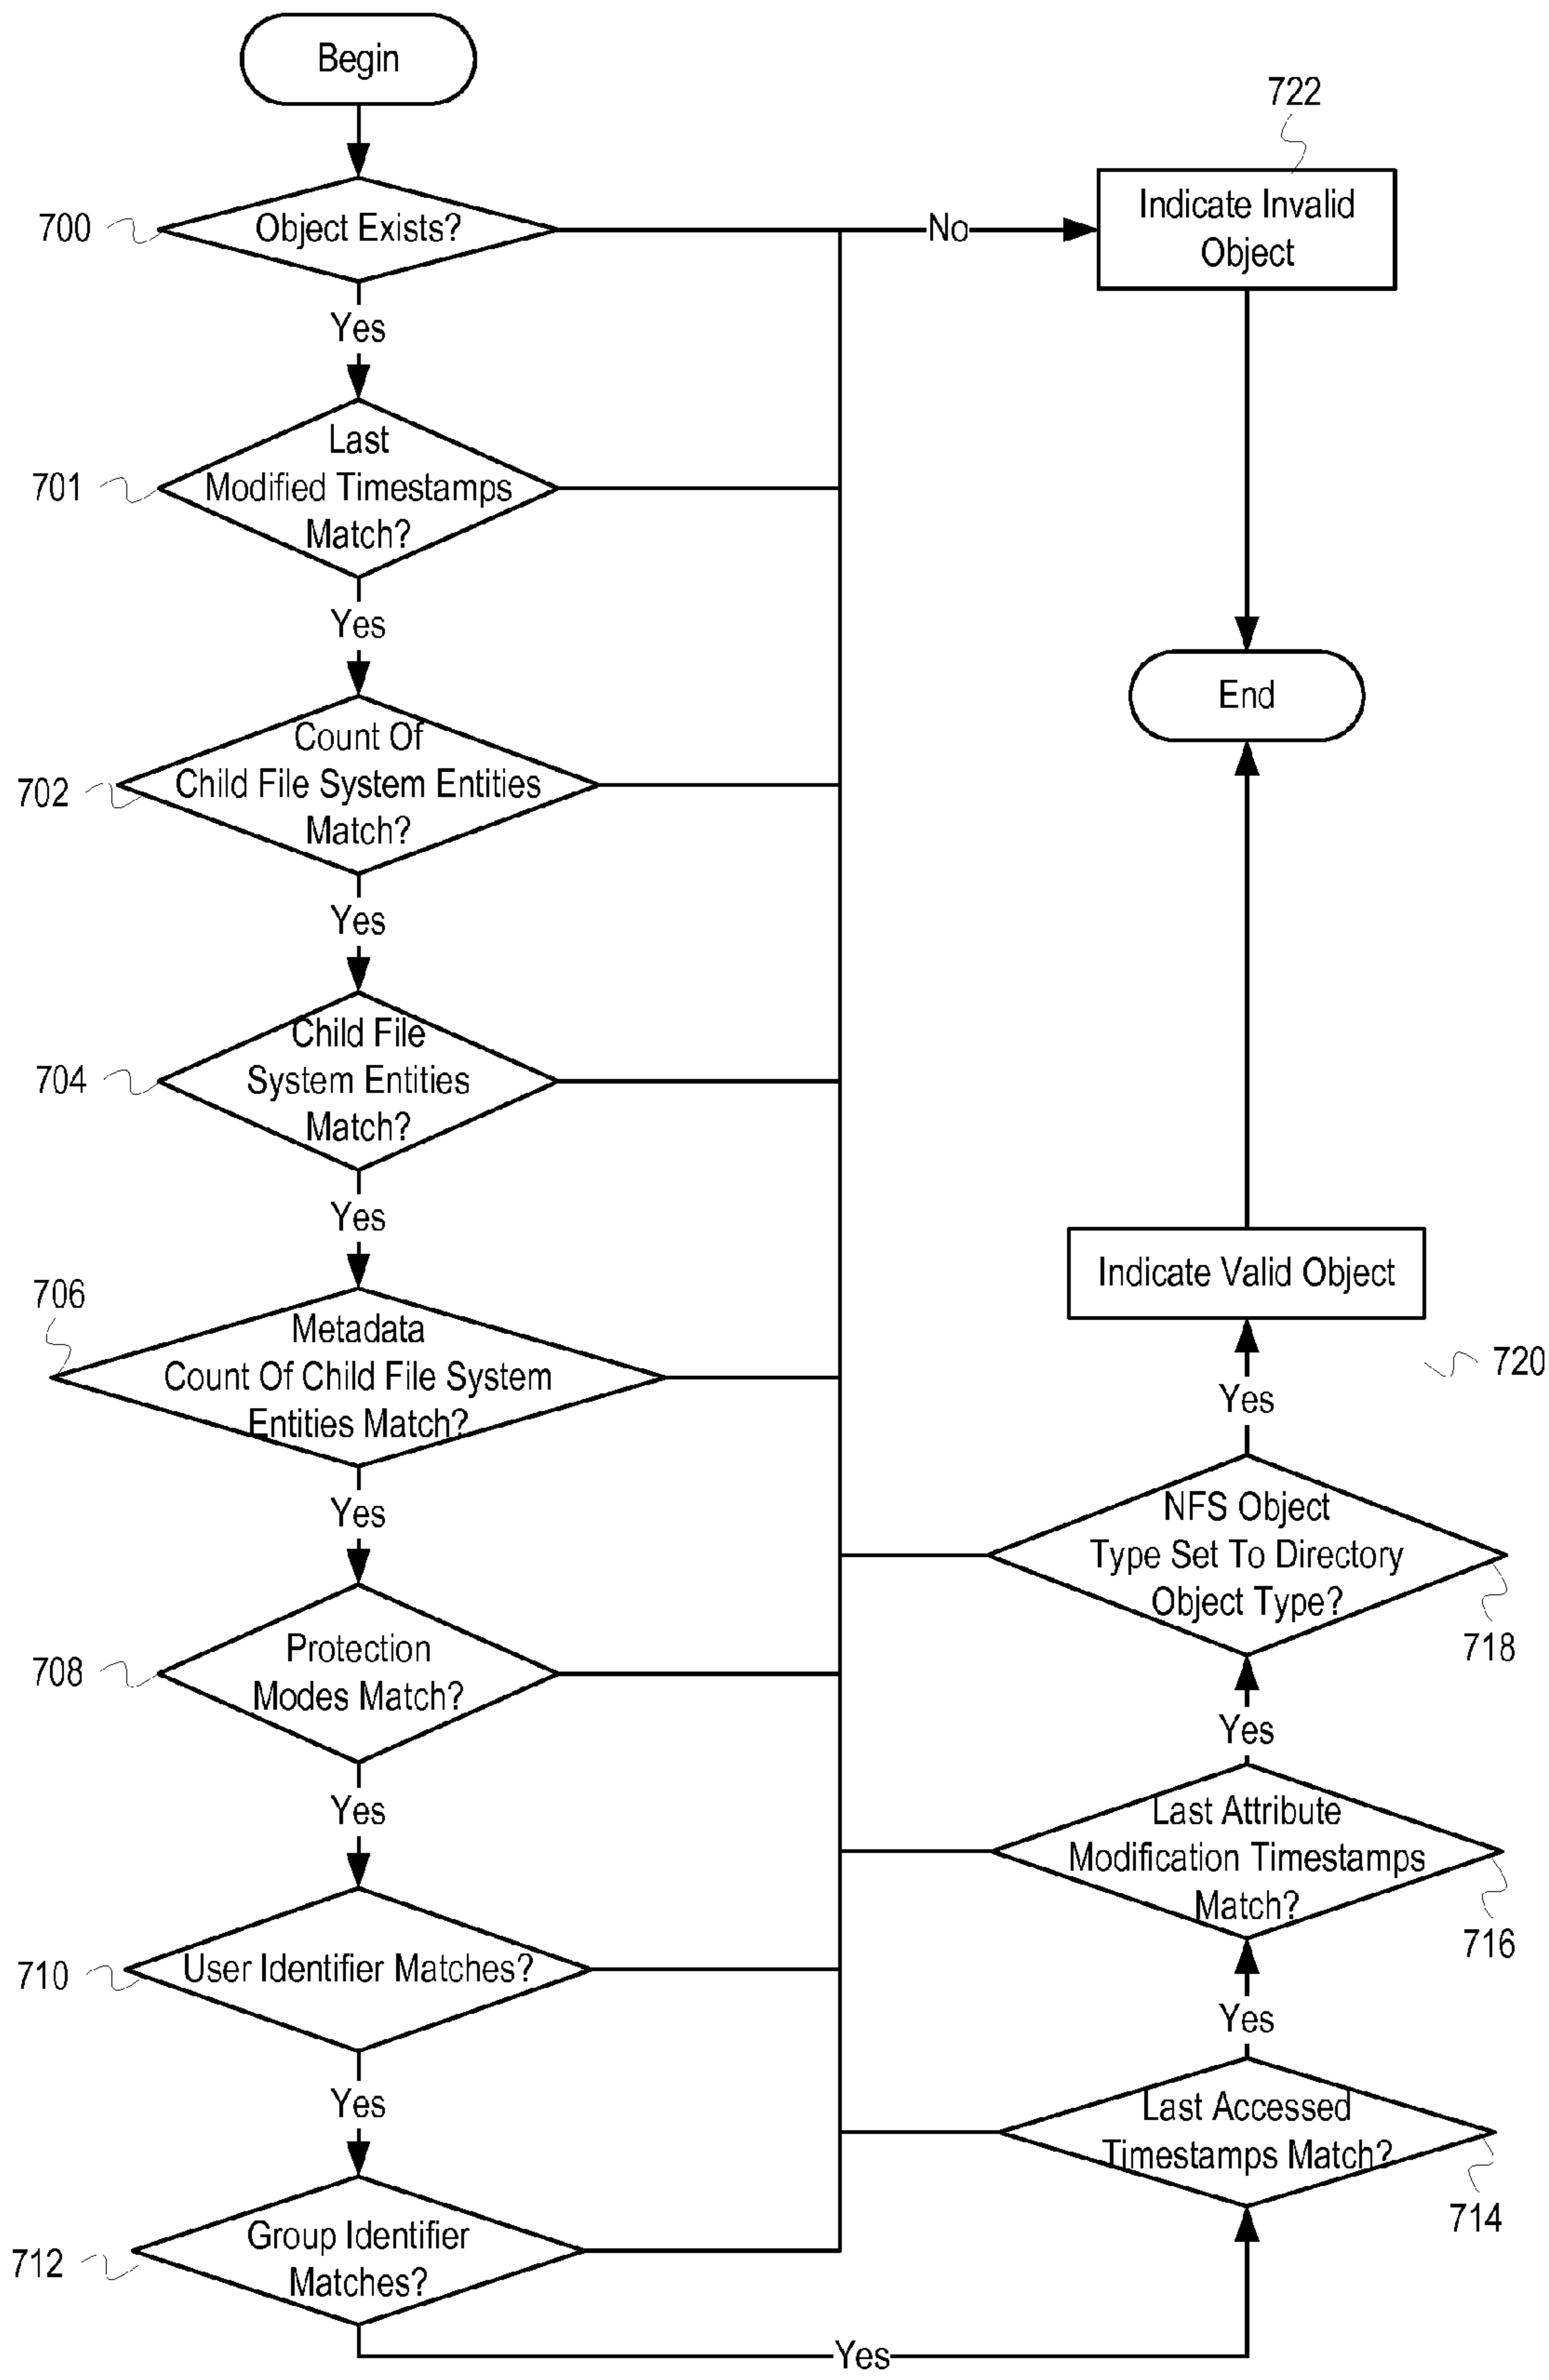 Begin
700
Object Exists?
No
722
Indicate Invalid
Object
Yes
701
Last
Modified Timestamps
Match?
Yes
702
Count Of
Child File System Entities
Match?
Yes
704
Child File
System Entities
Match?
Yes
706
Metadata
Count Of Child File System
Entities Match?
Yes
708
Protection
Modes Match?
Yes
710
User Identifier Matches?
Yes
712
Group Identifier
Matches?
Yes
714
Last Accessed
Timestamps Match?
Yes
716
Last Attribute
Modification Timestamps
Match?
Yes
718
NFS Object
Type Set To Directory
Object Type?
Yes
720
Indicate Valid Object
End